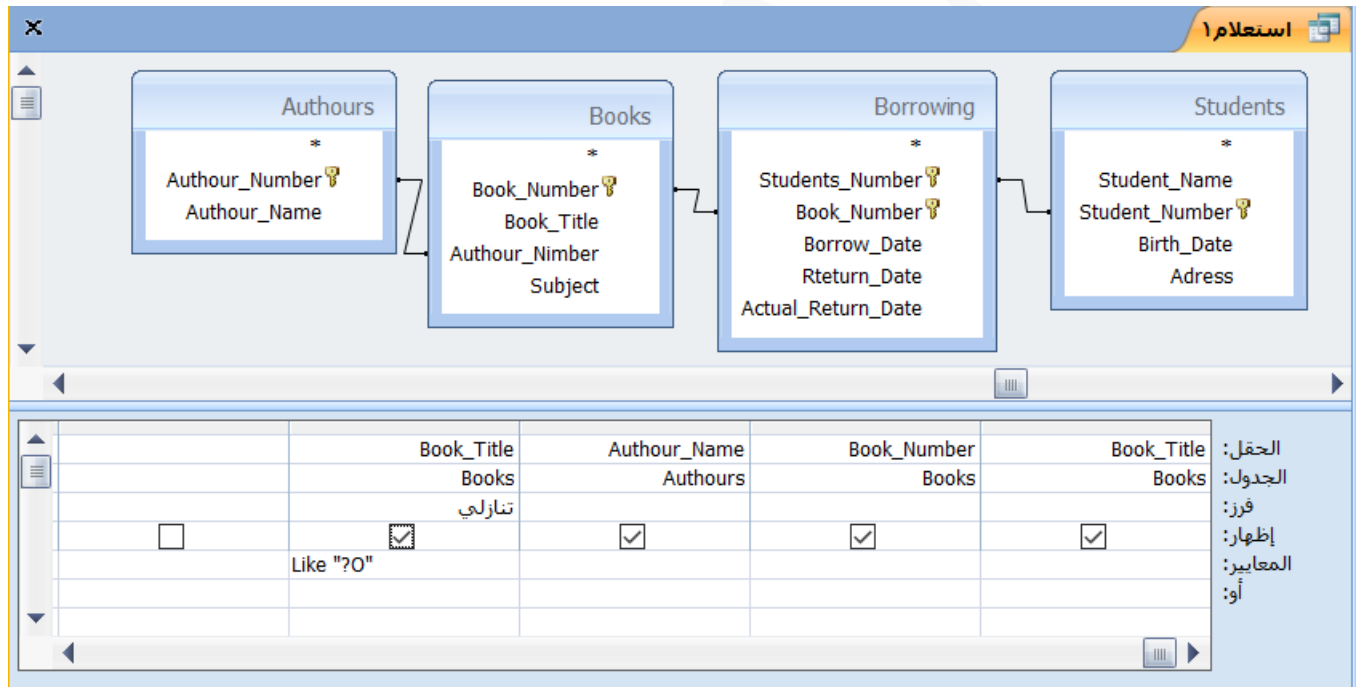 استعلام١
Students
*
Student_Name
Student_Number
Birth_Date
Adress
Borrowing
*
Students_Number
Book_Number
Borrow_Date
Rteturn_Date
Actual_Return_Date
Books
*
Book_Number
Book_Title
Authour_Nimber
Subject
Authours
*
Authour_Number
Authour_Name
الحقل: Book_Title Book_Number Authour_Name Book_Title
الجدول: Books Books Authours Books
فرز: تنازلي
إظهار:
المعايير: Like "?O"
أو: